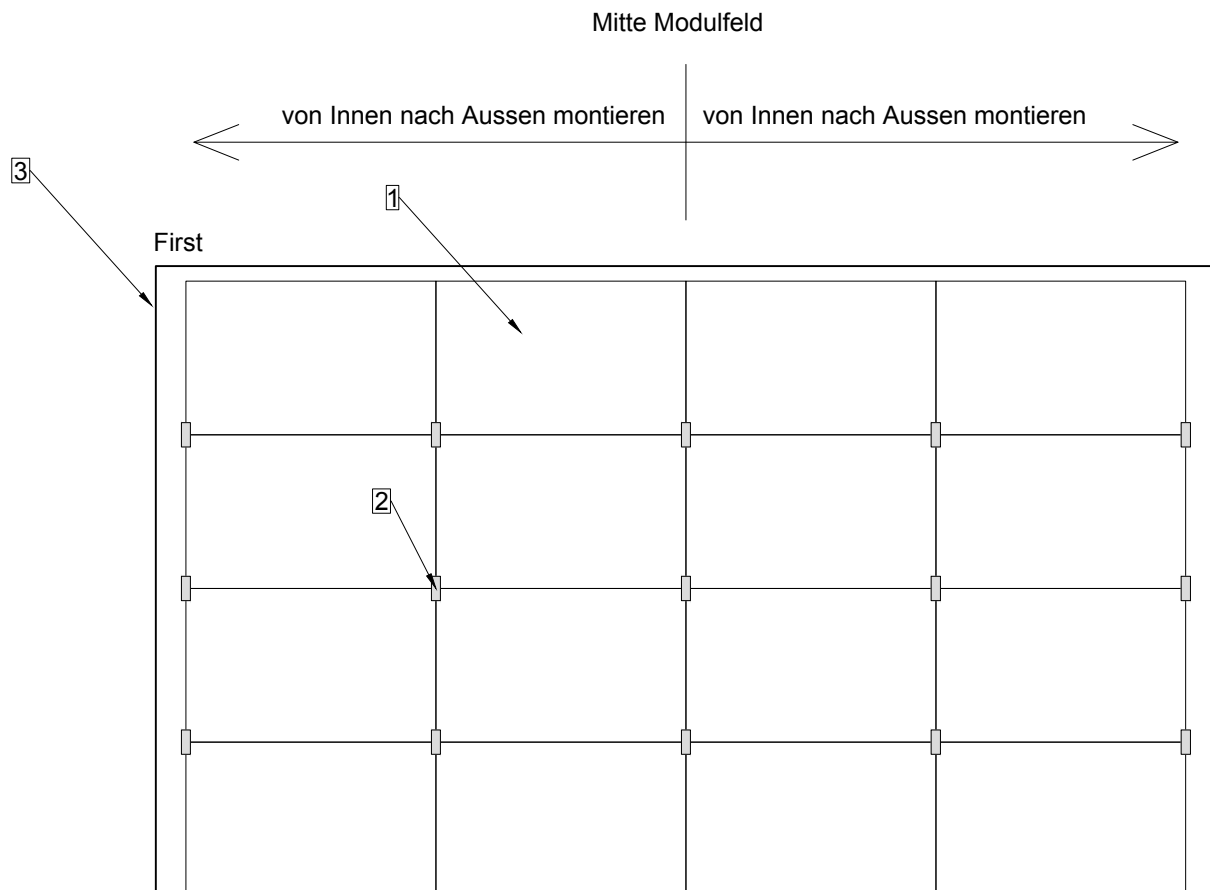 Mitte Modulfeld
von Innen nach Aussen montieren
von Innen nach Aussen montieren
3
1
First
2